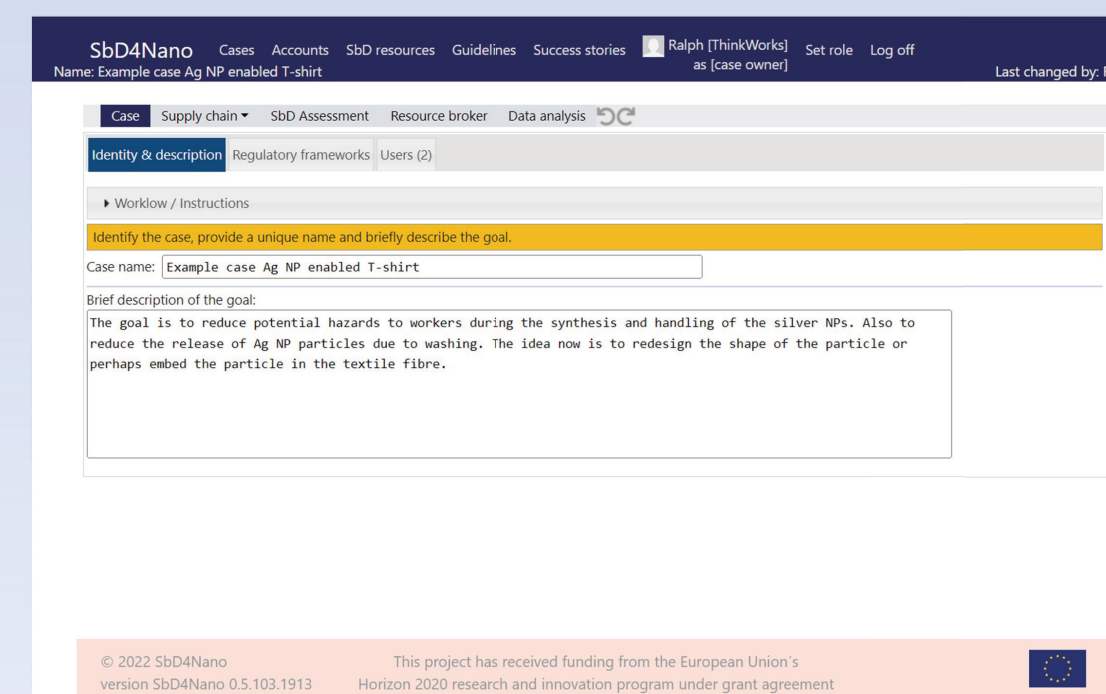 SbD4Nano Cases Accounts SbD resources Guidelines Success stories Ralph [ThinkWorks] Set role Log off
as [case owner]
Name: Example case Ag NP enabled T-shirt Last changed by:
Case Supply chain SbD Assessment Resource broker Data analysis
Identity & description Regulatory frameworks Users (2)
Worklow / Instructions
Identify the case, provide a unique name and briefly describe the goal.
Case name: Example case Ag NP enabled T-shirt
Brief description of the goal:
The goal is to reduce potential hazards to workers during the synthesis and handling of the silver NPs. Also to
reduce the release of Ag NP particles due to washing. The idea now is to redesign the shape of the particle or
perhaps embed the particle in the textile fibre.
© 2022 SbD4Nano This project has received funding from the European Union´s
version SbD4Nano 0.5.103.1913 Horizon 2020 research and innovation program under grant agreement